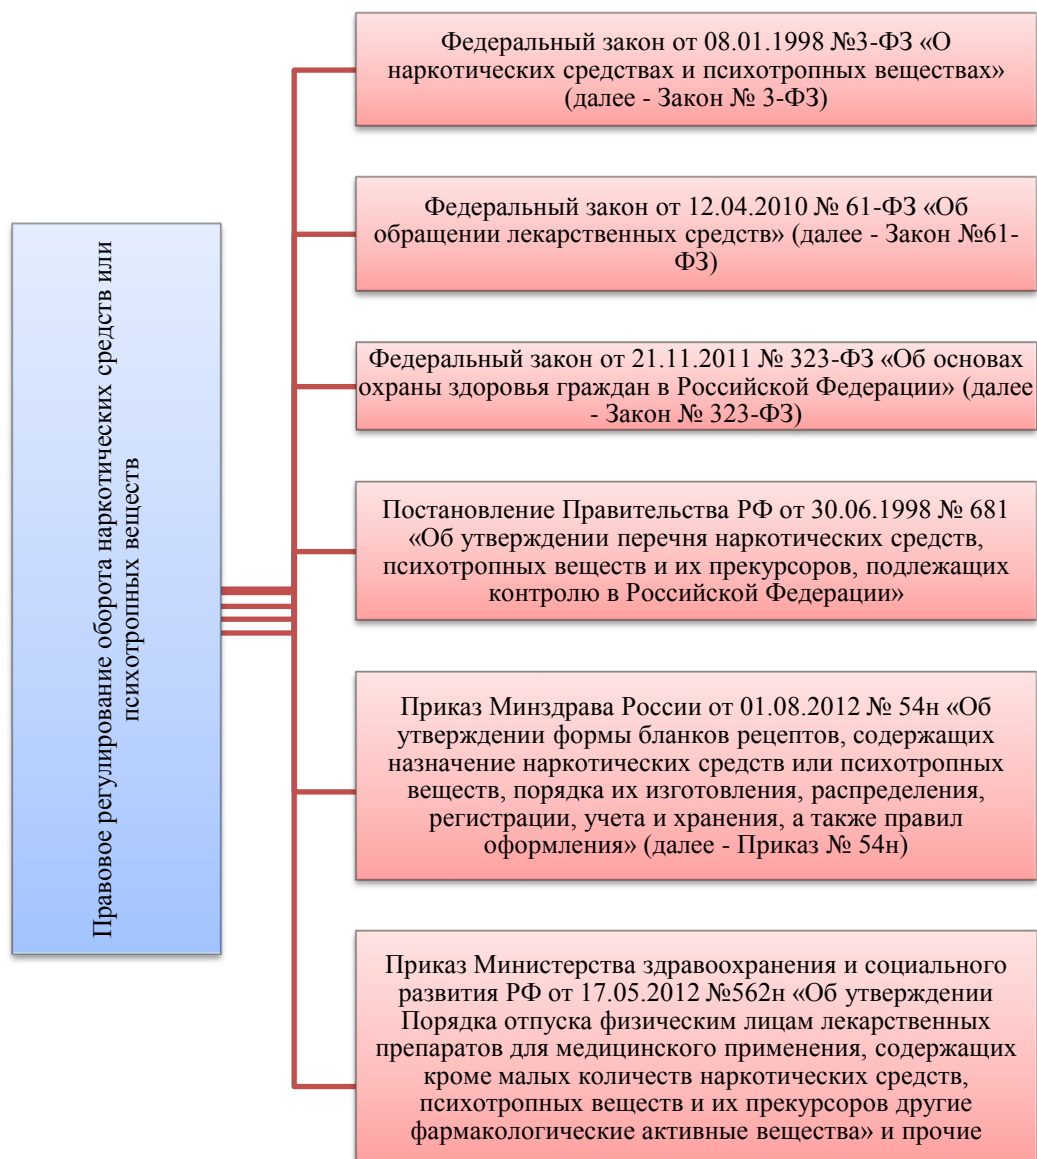 Правовое регулирование оборота наркотических средств или
психотропных веществ
Федеральный закон от 08.01.1998 №3-ФЗ «О
наркотических средствах и психотропных веществах»
(далее - Закон № 3-ФЗ)
Федеральный закон от 12.04.2010 № 61-ФЗ «Об
обращении лекарственных средств» (далее - Закон №61-
ФЗ)
Федеральный закон от 21.11.2011 № 323-ФЗ «Об основах
охраны здоровья граждан в Российской Федерации» (далее
- Закон № 323-ФЗ)
Постановление Правительства РФ от 30.06.1998 № 681
«Об утверждении перечня наркотических средств,
психотропных веществ и их прекурсоров, подлежащих
контролю в Российской Федерации»
Приказ Минздрава России от 01.08.2012 № 54н «Об
утверждении формы бланков рецептов, содержащих
назначение наркотических средств или психотропных
веществ, порядка их изготовления, распределения,
регистрации, учета и хранения, а также правил
оформления» (далее - Приказ № 54н)
Приказ Министерства здравоохранения и социального
развития РФ от 17.05.2012 №562н «Об утверждении
Порядка отпуска физическим лицам лекарственных
препаратов для медицинского применения, содержащих
кроме малых количеств наркотических средств,
психотропных веществ и их прекурсоров другие
фармакологические активные вещества» и прочие